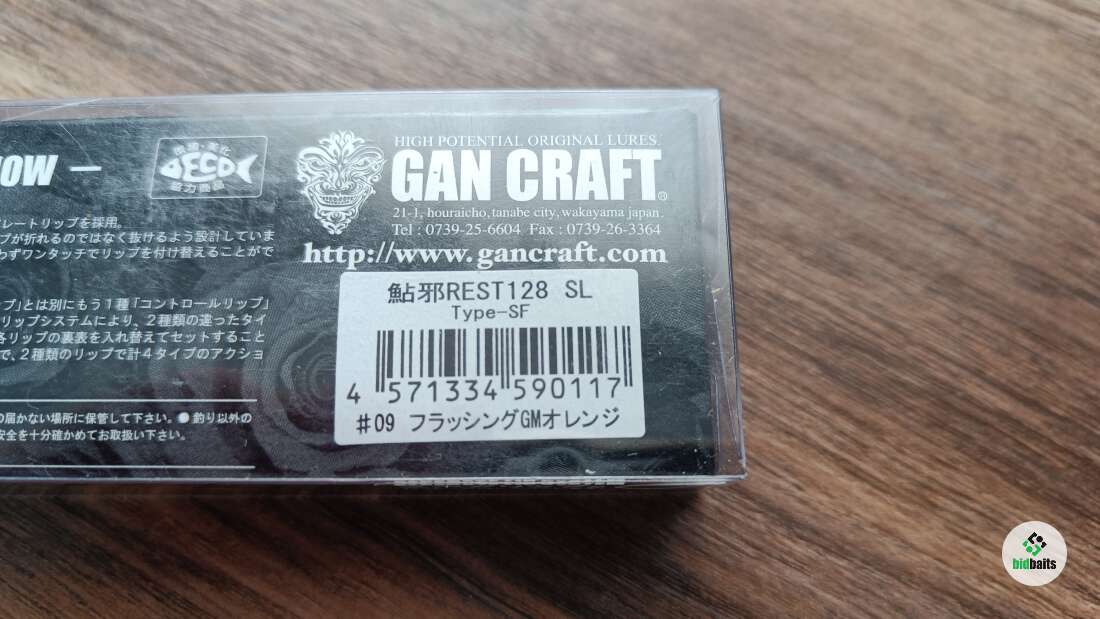 OW —
DECO
協力商品
HIGH POTENTIAL ORIGINAL LURES.
GAN CRAFT®
21-1, houraicho, tanabe city, wakayama japan.
Tel : 0739-25-6604 Fax : 0739-26-3364
http://www.gancraft.com
レートリップを採用。
プが折れるのではなく抜けるよう設計していま
わずワンタッチでリップを付け替えることがで
プ」とは別にもう1種「コントロールリップ」
リップシステムにより、2種類の違ったタイ
各リップの裏表を入れ替えてセットすること
で、2種類のリップで計4タイプのアクショ
の届かない場所に保管して下さい。●釣り以外の
安全を十分確かめてお取扱い下さい。
鮎邪REST128 SL
Type-SF
4 571334 590117
#09 フラッシングGMオレンジ
bidbaits